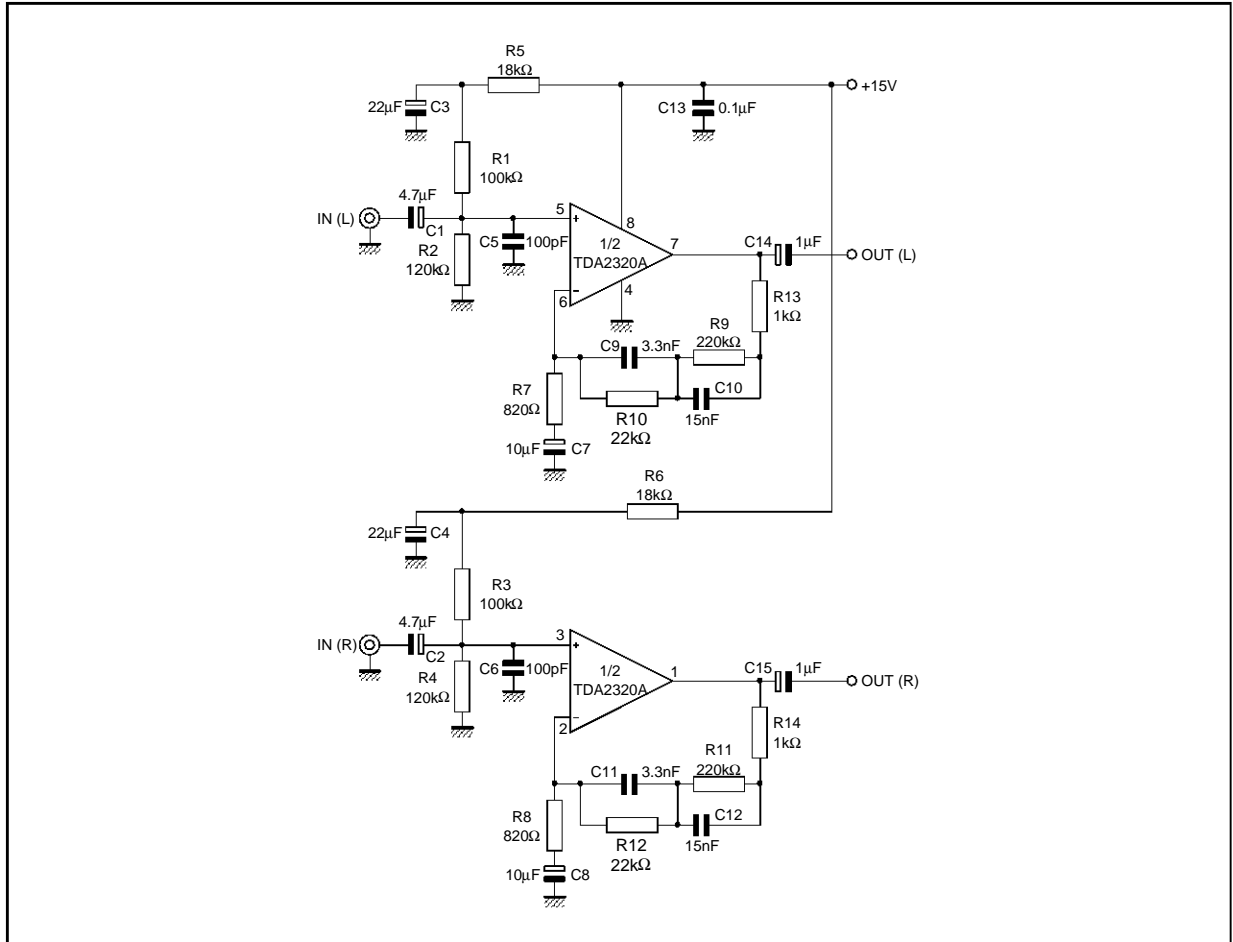 R5
18kΩ
+15V
22µF C3
C13 0.1µF
R1
100kΩ
4.7µF
IN (L)
C1
5
+
8
C5 100pF
1/2
TDA2320A
7
C14 1µF
OUT (L)
R2
120kΩ
4
−
6
R13
1kΩ
C9 3.3nF
R9
220kΩ
R7
820Ω
C10
15nF
R10
22kΩ
10µF C7
R6
18kΩ
22µF C4
R3
100kΩ
4.7µF
IN (R)
C2
3
+
C6 100pF
1/2
TDA2320A
1
C15 1µF
OUT (R)
R4
120kΩ
−
2
R14
1kΩ
C11 3.3nF
R11
220kΩ
R8
820Ω
C12
15nF
R12
22kΩ
10µF C8